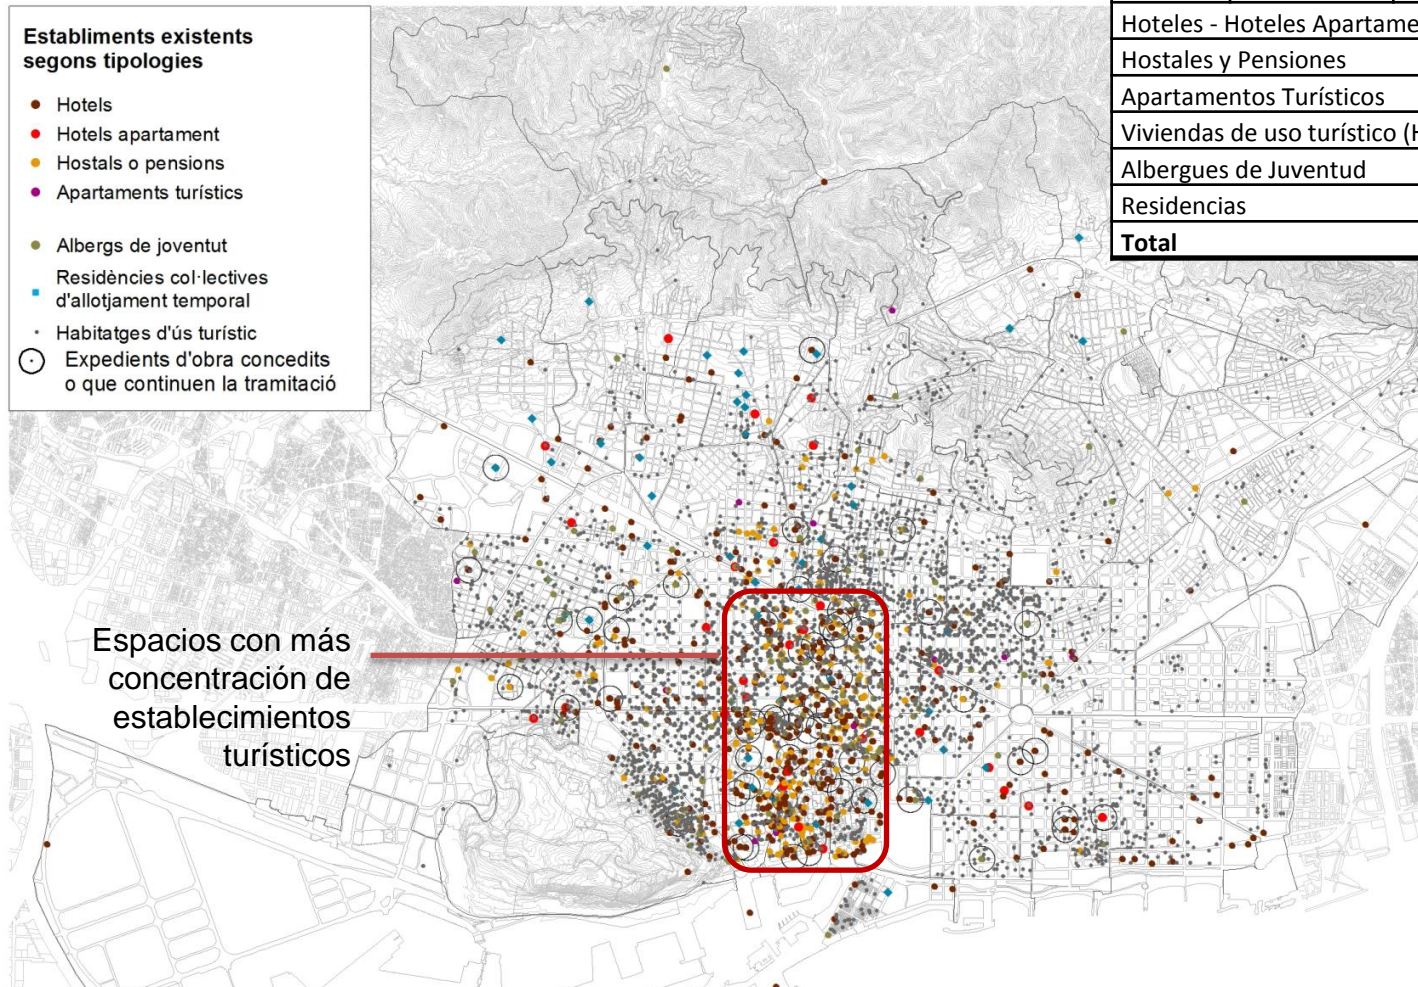 Establiments existents
segons tipologies
Hotels
Hotels apartament
Hostals o pensions
Apartaments turístics
Albergs de joventut
Residències col·lectives
d'allotjament temporal
Habitatges d'ús turístic
Expedients d'obra concedits
o que continuen la tramitació
Hoteles - Hoteles Apartame
Hostales y Pensiones
Apartamentos Turísticos
Viviendas de uso turístico (H
Albergues de Juventud
Residencias
Total
Espacios con más
concentración de
establecimientos
turísticos